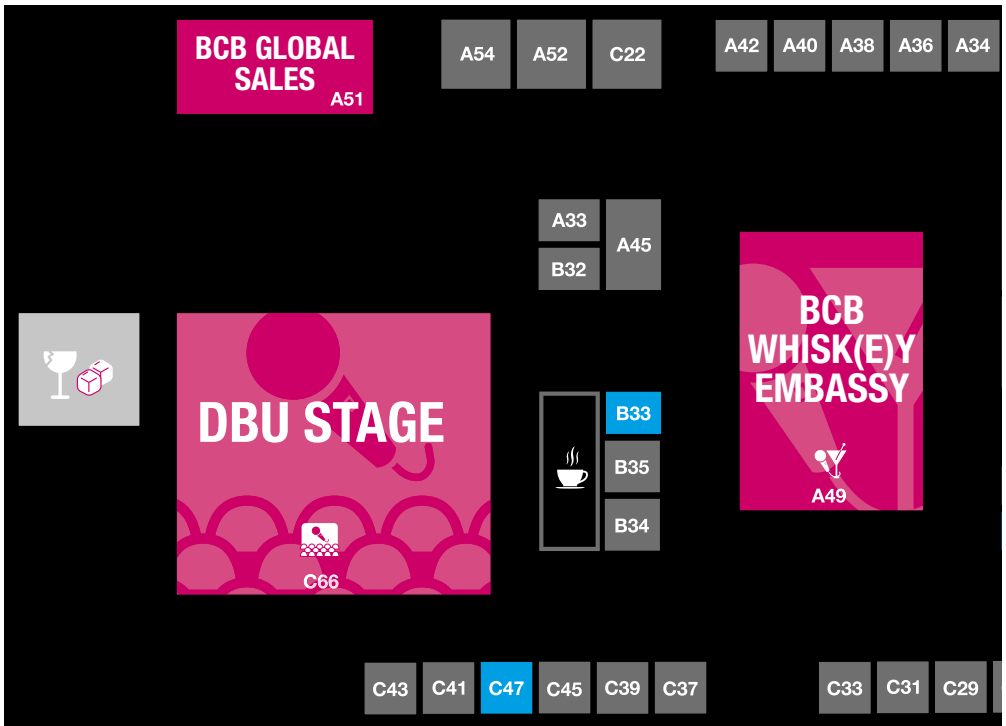 BCB GLOBAL
SALES
A51
A54 A52 C22
A42 A40 A38 A36 A34
A33
B32
A45
BCB
WHISK(E)Y
EMBASSY
A49
DBU STAGE
C66
B33
B35
B34
C43 C41 C47 C45 C39 C37
C33 C31 C29